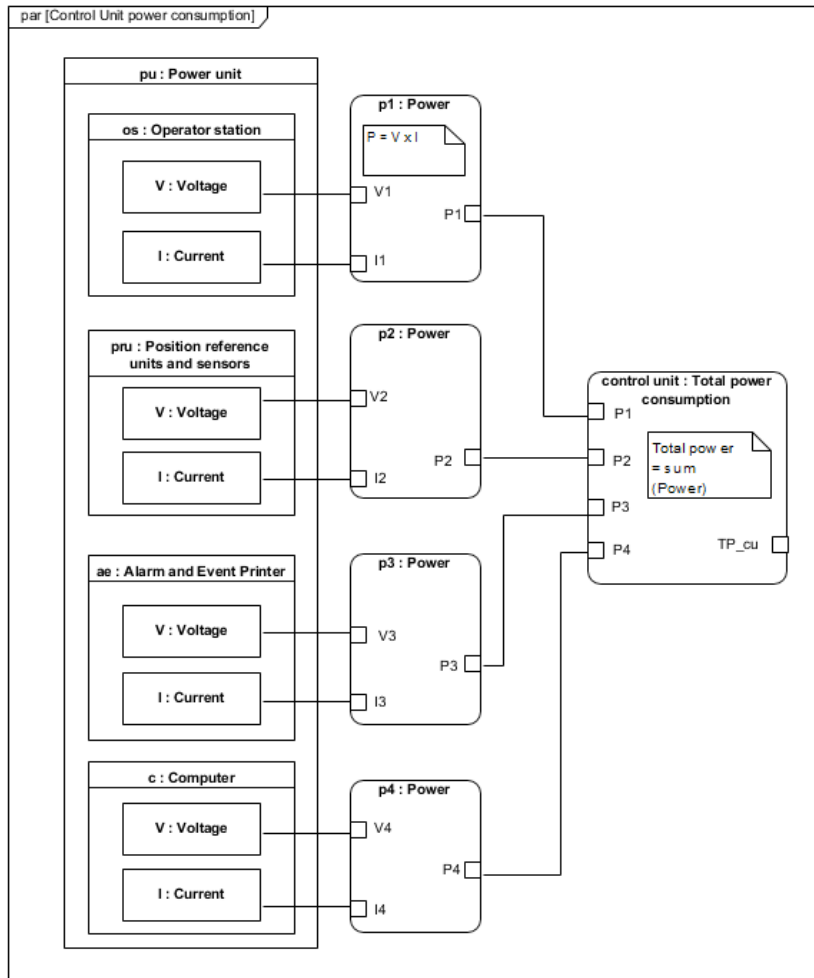 par [Control Unit power consumption]
pu : Power unit
os : Operator station
V : Voltage
I : Current
p1 : Power
P = V x I
V1
P1
I1
pru : Position reference
units and sensors
V : Voltage
I : Current
p2 : Power
V2
P2
I2
ae : Alarm and Event Printer
V : Voltage
I : Current
p3 : Power
V3
P3
I3
c : Computer
V : Voltage
I : Current
p4 : Power
V4
P4
I4
control unit : Total power
consumption
P1
P2
P3
P4
Total power
= sum
(Power)
TP_cu